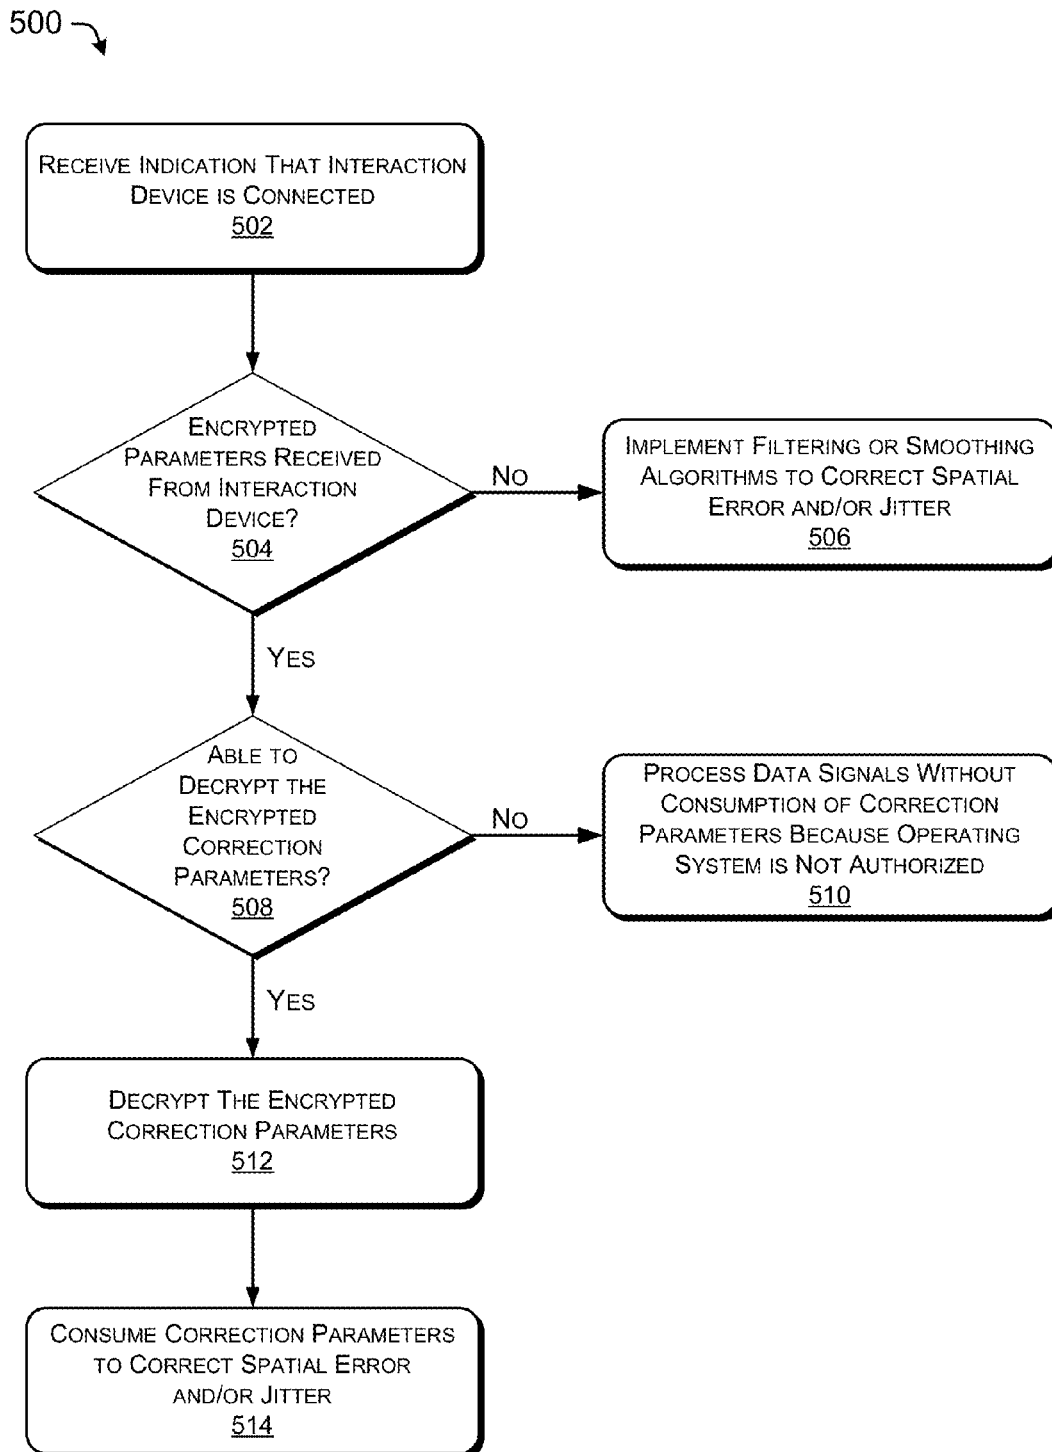 500
RECEIVE INDICATION THAT INTERACTION
DEVICE IS CONNECTED
502
ENCRYPTED
PARAMETERS RECEIVED
FROM INTERACTION
DEVICE?
504
NO
IMPLEMENT FILTERING OR SMOOTHING
ALGORITHMS TO CORRECT SPATIAL
ERROR AND/OR JITTER
506
YES
ABLE TO
DECRYPT THE
ENCRYPTED
CORRECTION
PARAMETERS?
508
NO
PROCESS DATA SIGNALS WITHOUT
CONSUMPTION OF CORRECTION
PARAMETERS BECAUSE OPERATING
SYSTEM IS NOT AUTHORIZED
510
YES
DECRYPT THE ENCRYPTED
CORRECTION PARAMETERS
512
CONSUME CORRECTION PARAMETERS
TO CORRECT SPATIAL ERROR
AND/OR JITTER
514